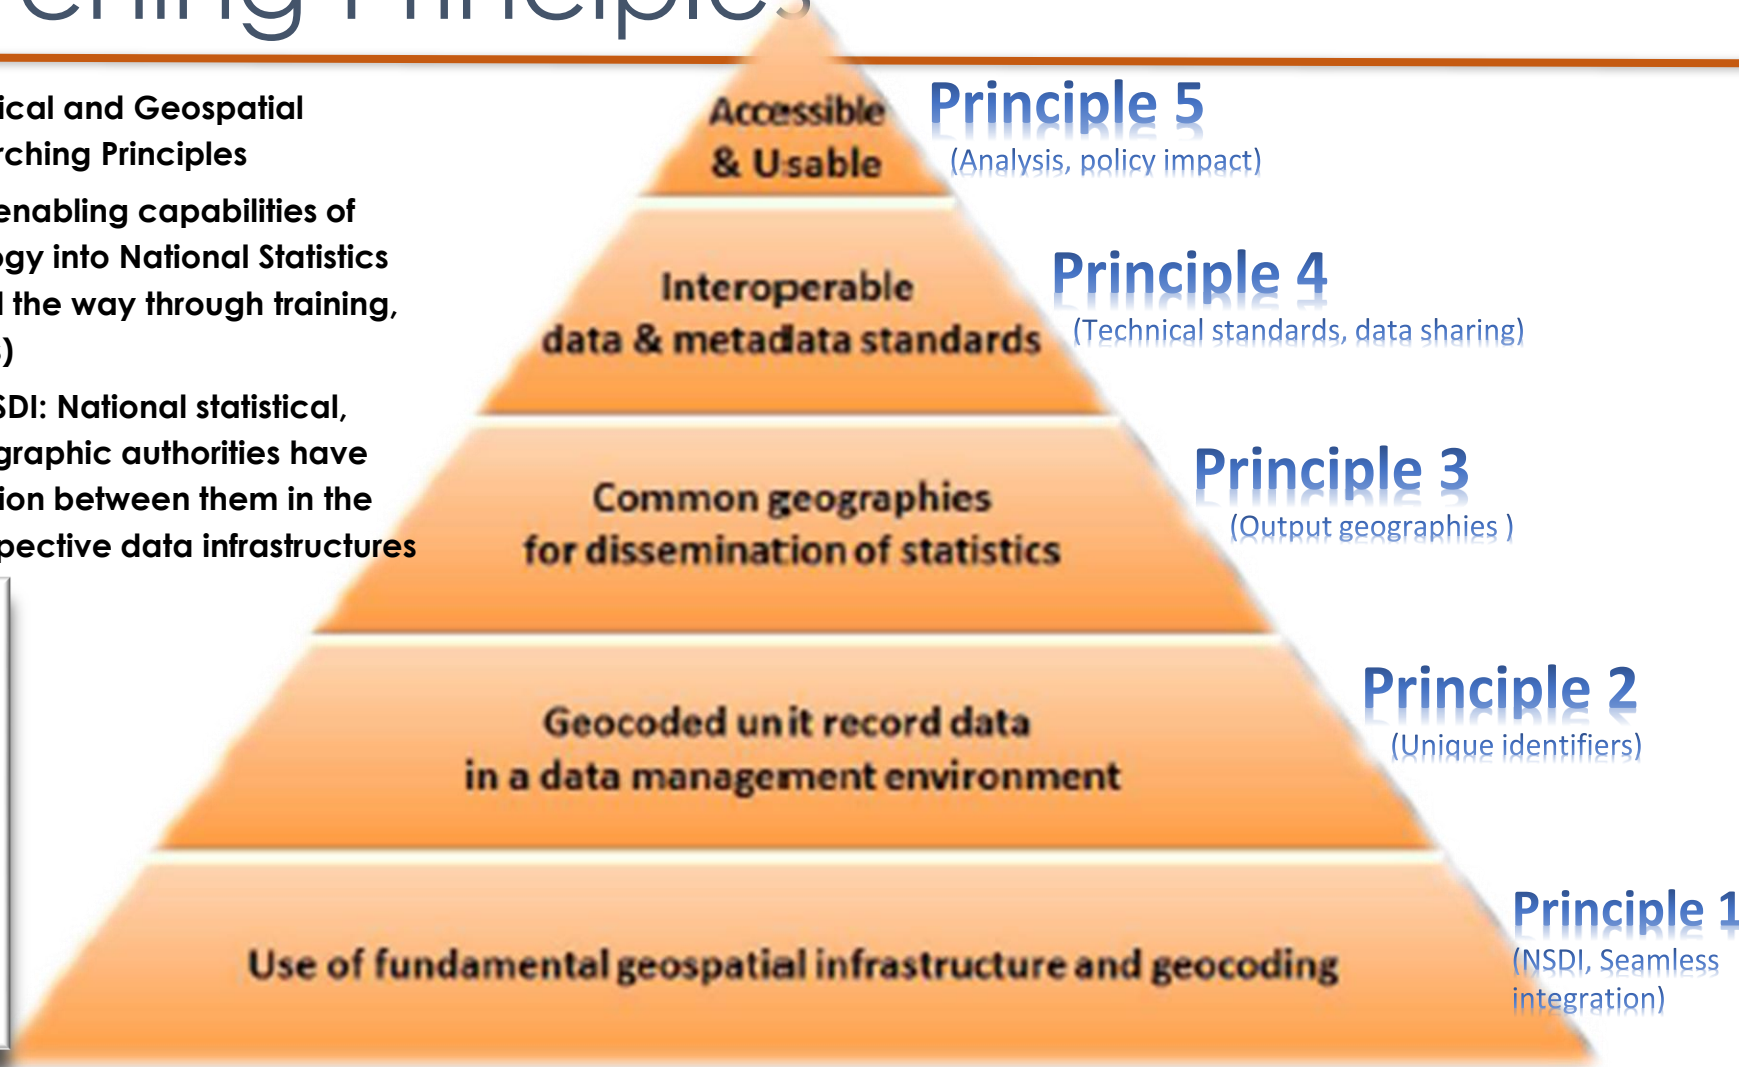 ching Principles
ical and Geospatial
rching Principles
enabling capabilities of
ogy into National Statistics
l the way through training,
s)
SDI: National statistical,
graphic authorities have
tion between them in the
pective data infrastructures
Accessible
& Usable
Principle 5
(Analysis, policy impact)
Interoperable
data & metadata standards
Principle 4
(Technical standards, data sharing)
Common geographies
for dissemination of statistics
Principle 3
(Output geographies )
Geocoded unit record data
in a data management environment
Principle 2
(Unique identifiers)
Use of fundamental geospatial infrastructure and geocoding
Principle 1
(NSDI, Seamless
integration)